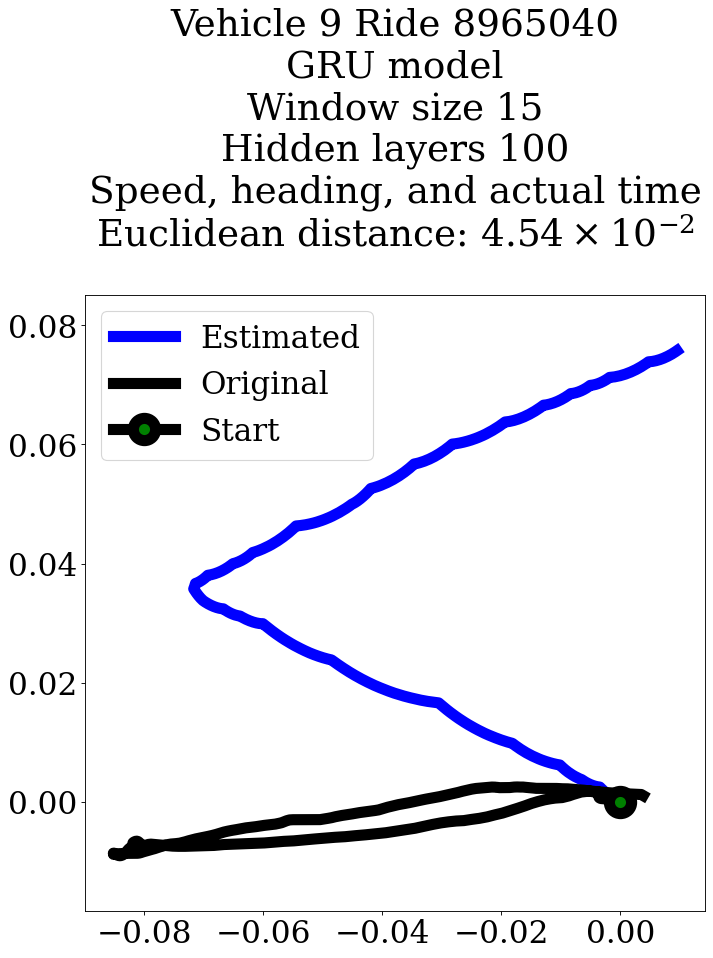 Vehicle 9 Ride 8965040
GRU model
Window size 15
Hidden layers 100
Speed, heading, and actual time
Euclidean distance: 4.54 × 10⁻²
Estimated
Original
Start
0.08
0.06
0.04
0.02
0.00
−0.08 −0.06 −0.04 −0.02 0.00